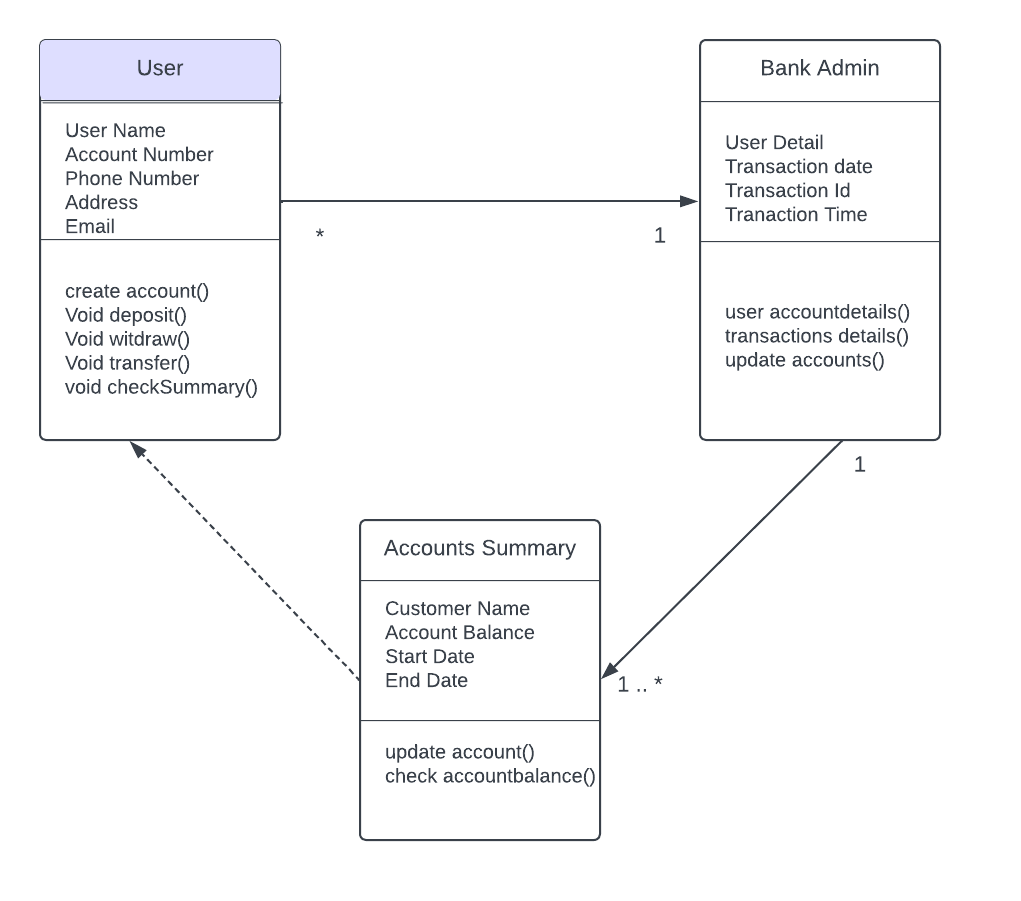 User
User Name
Account Number
Phone Number
Address
Email
create account()
Void deposit()
Void witdraw()
Void transfer()
void checkSummary()
*
1
Bank Admin
User Detail
Transaction date
Transaction Id
Tranaction Time
user accountdetails()
transactions details()
update accounts()
1
Accounts Summary
Customer Name
Account Balance
Start Date
End Date
update account()
check accountbalance()
1 .. *